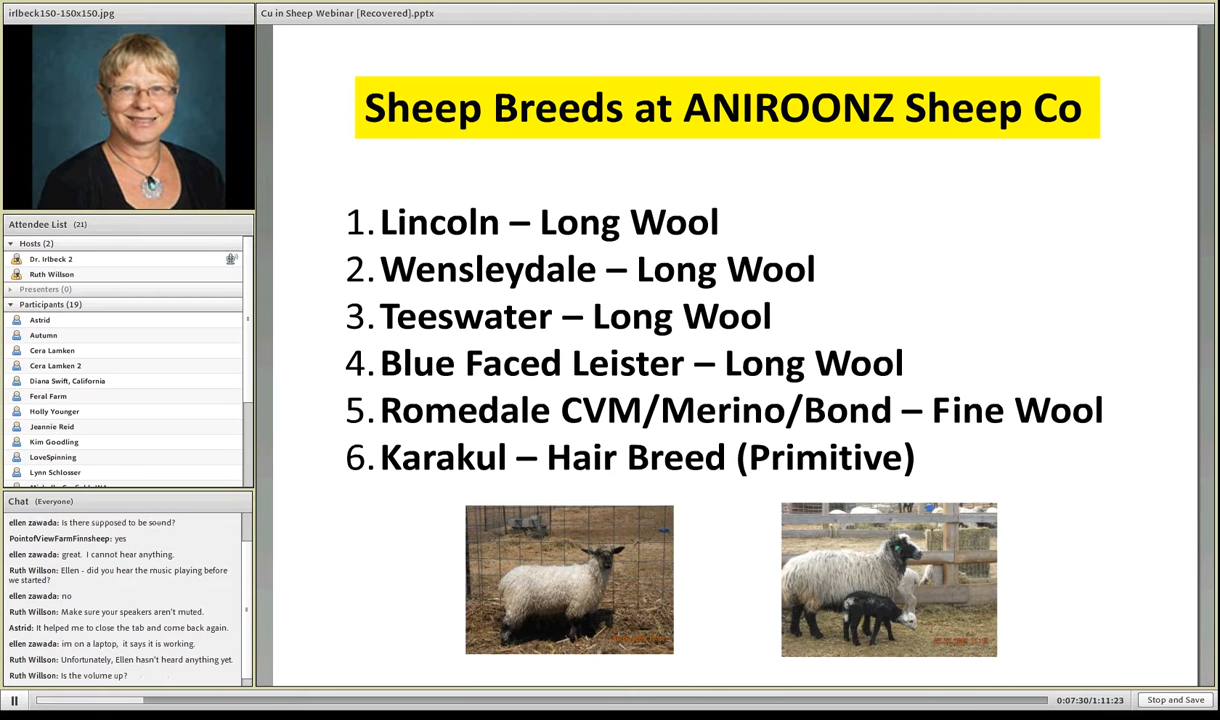 irlbeck150-150x150.jpg
Cu in Sheep Webinar [Recovered].pptx
Sheep Breeds at ANIROONZ Sheep Co
1. Lincoln – Long Wool
2. Wensleydale – Long Wool
3. Teeswater – Long Wool
4. Blue Faced Leister – Long Wool
5. Romedale CVM/Merino/Bond – Fine Wool
6. Karakul – Hair Breed (Primitive)
Attendee List (21)
Hosts (2)
Dr. Irlbeck 2
Ruth Willson
Presenters (0)
Participants (19)
Astrid
Autumn
Cera Lamken
Cera Lamken 2
Diana Swift, California
Feral Farm
Holly Younger
Jeannie Reid
Kim Goodling
LoveSpinning
Lynn Schlosser
Chat (Everyone)
ellen zawada: Is there supposed to be sound?
PointofViewFarmFinnsheep: yes
ellen zawada: great. I cannot hear anything.
Ruth Willson: Ellen - did you hear the music playing before
we started?
ellen zawada: no
Ruth Willson: Make sure your speakers aren't muted.
Astrid: It helped me to close the tab and come back again.
ellen zawada: im on a laptop, it says it is working.
Ruth Willson: Unfortunately, Ellen hasn't heard anything yet.
Ruth Willson: Is the volume up?
0:07:30/1:11:23
Stop and Save